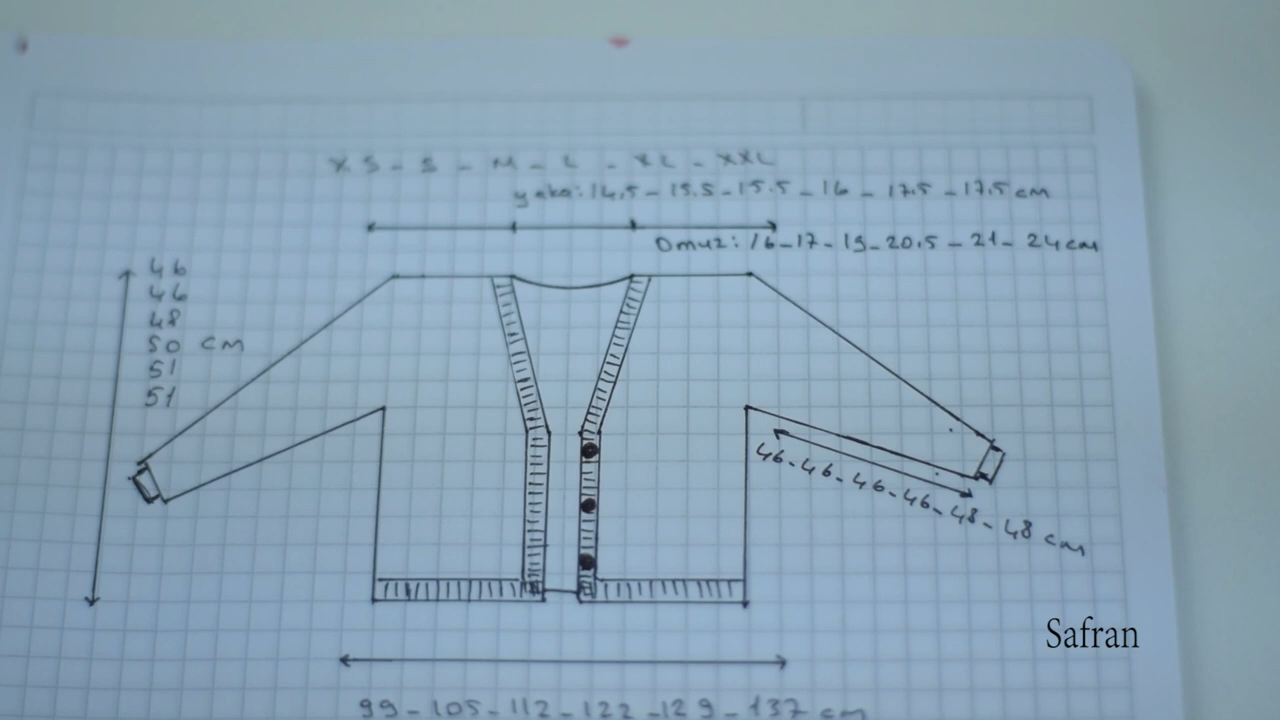 XS - S - M - L - XL - XXL
yaka: 14,5 - 15.5 - 15.5 - 16 - 17.5 - 17.5 cm
Omuz: 16 - 17 - 19 - 20.5 - 21 - 24 cm
46
46
48
50 cm
51
51
46 - 46 - 46 - 46 - 48 - 48 cm
Safran
99 - 105 - 112 - 122 - 129 - 137 cm